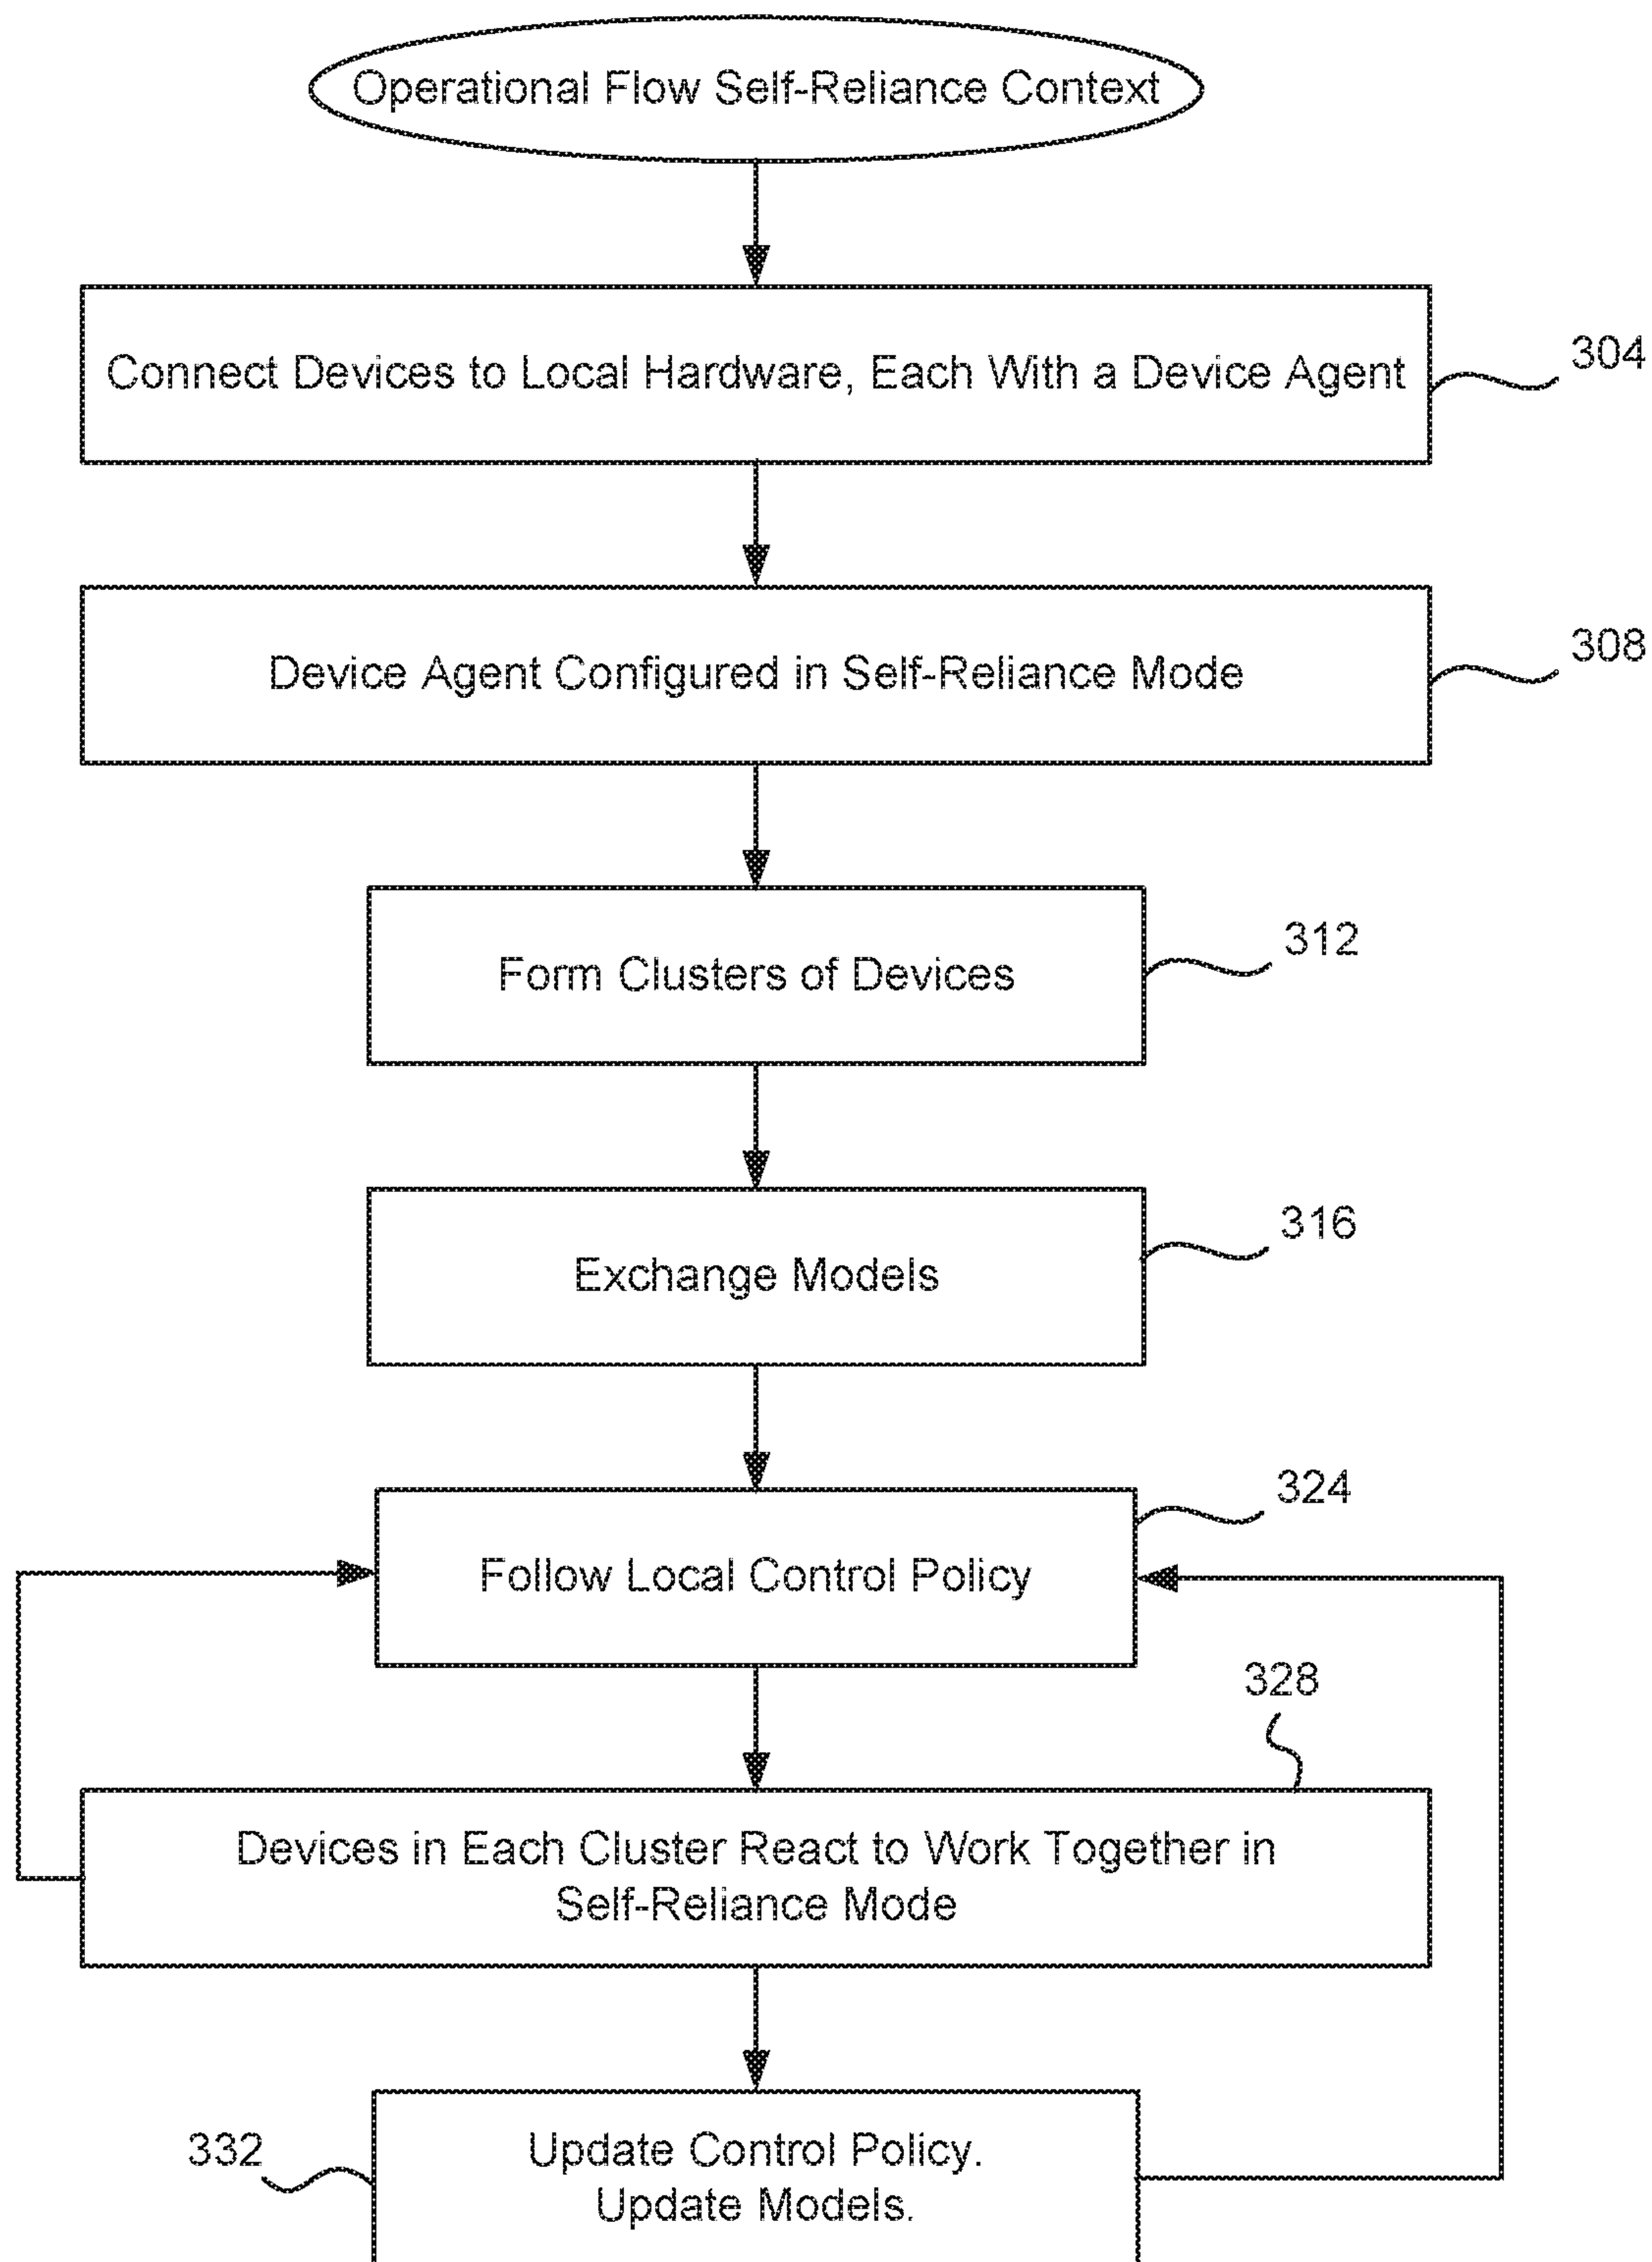 Operational Flow Self-Reliance Context
Connect Devices to Local Hardware, Each With a Device Agent
304
Device Agent Configured in Self-Reliance Mode
308
Form Clusters of Devices
312
Exchange Models
316
Follow Local Control Policy
324
328
Devices in Each Cluster React to Work Together in
Self-Reliance Mode
332
Update Control Policy.
Update Models.